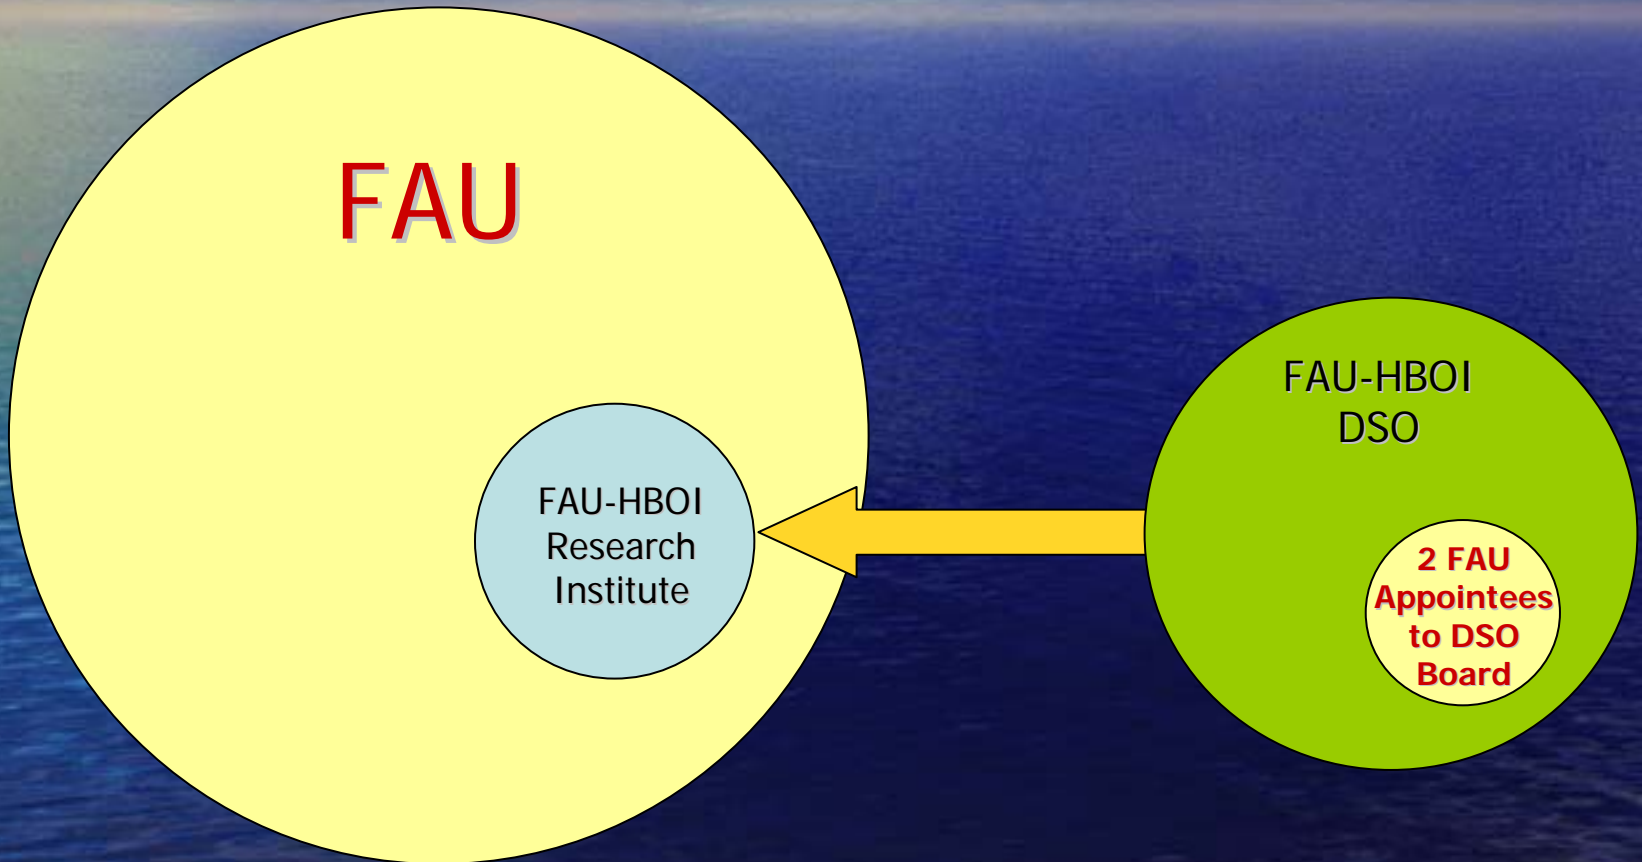 FAU
FAU-HBOI
Research
Institute
FAU-HBOI
DSO
2 FAU
Appointees
to DSO
Board